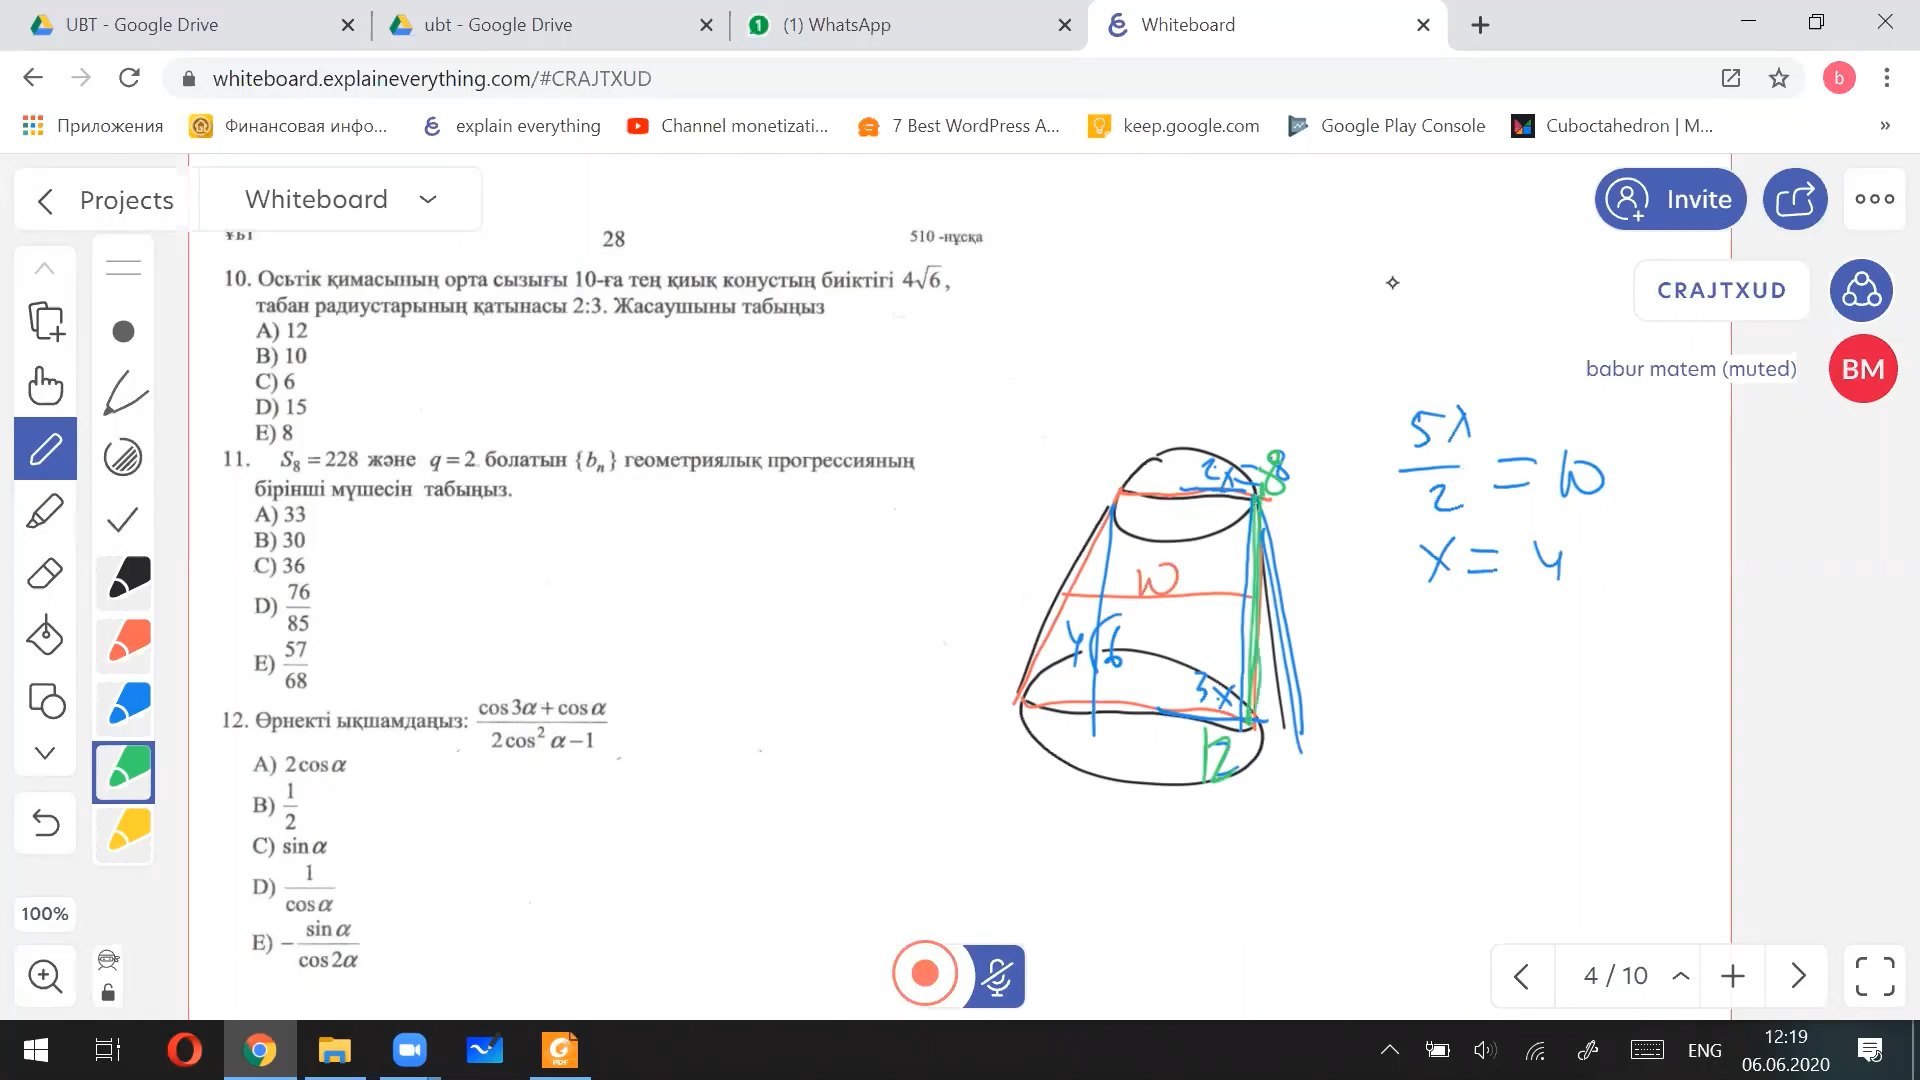 UBT - Google Drive
ubt - Google Drive
1 (1) WhatsApp
Whiteboard
whiteboard.explaineverything.com/#CRAJTXUD
b
Приложения
Финансовая инфо...
explain everything
Channel monetizati...
7 Best WordPress A...
keep.google.com
Google Play Console
Cuboctahedron | M...
»
Projects
Whiteboard
Invite
CRAJTXUD
babur matem (muted)
BM
ҰБТ 28 510 -нұсқа
10. Осьтік қимасының орта сызығы 10-ға тең қиық конустың биіктігі 4√6,
табан радиустарының қатынасы 2:3. Жасаушыны табыңыз
A) 12
B) 10
C) 6
D) 15
E) 8
11. S₈ = 228 және q = 2 болатын {bₙ} геометриялық прогрессияның
бірінші мүшесін табыңыз.
A) 33
B) 30
C) 36
D) 76/85
E) 57/68
12. Өрнекті ықшамдаңыз: (cos 3α + cos α)/(2cos² α − 1)
A) 2cos α
B) 1/2
C) sin α
D) 1/cos α
E) −sin α/cos 2α
2x=8
8
10
4√6
3x
12
5x/2 = 10
x = 4
100%
4 / 10
PDF
ENG
12:19
06.06.2020